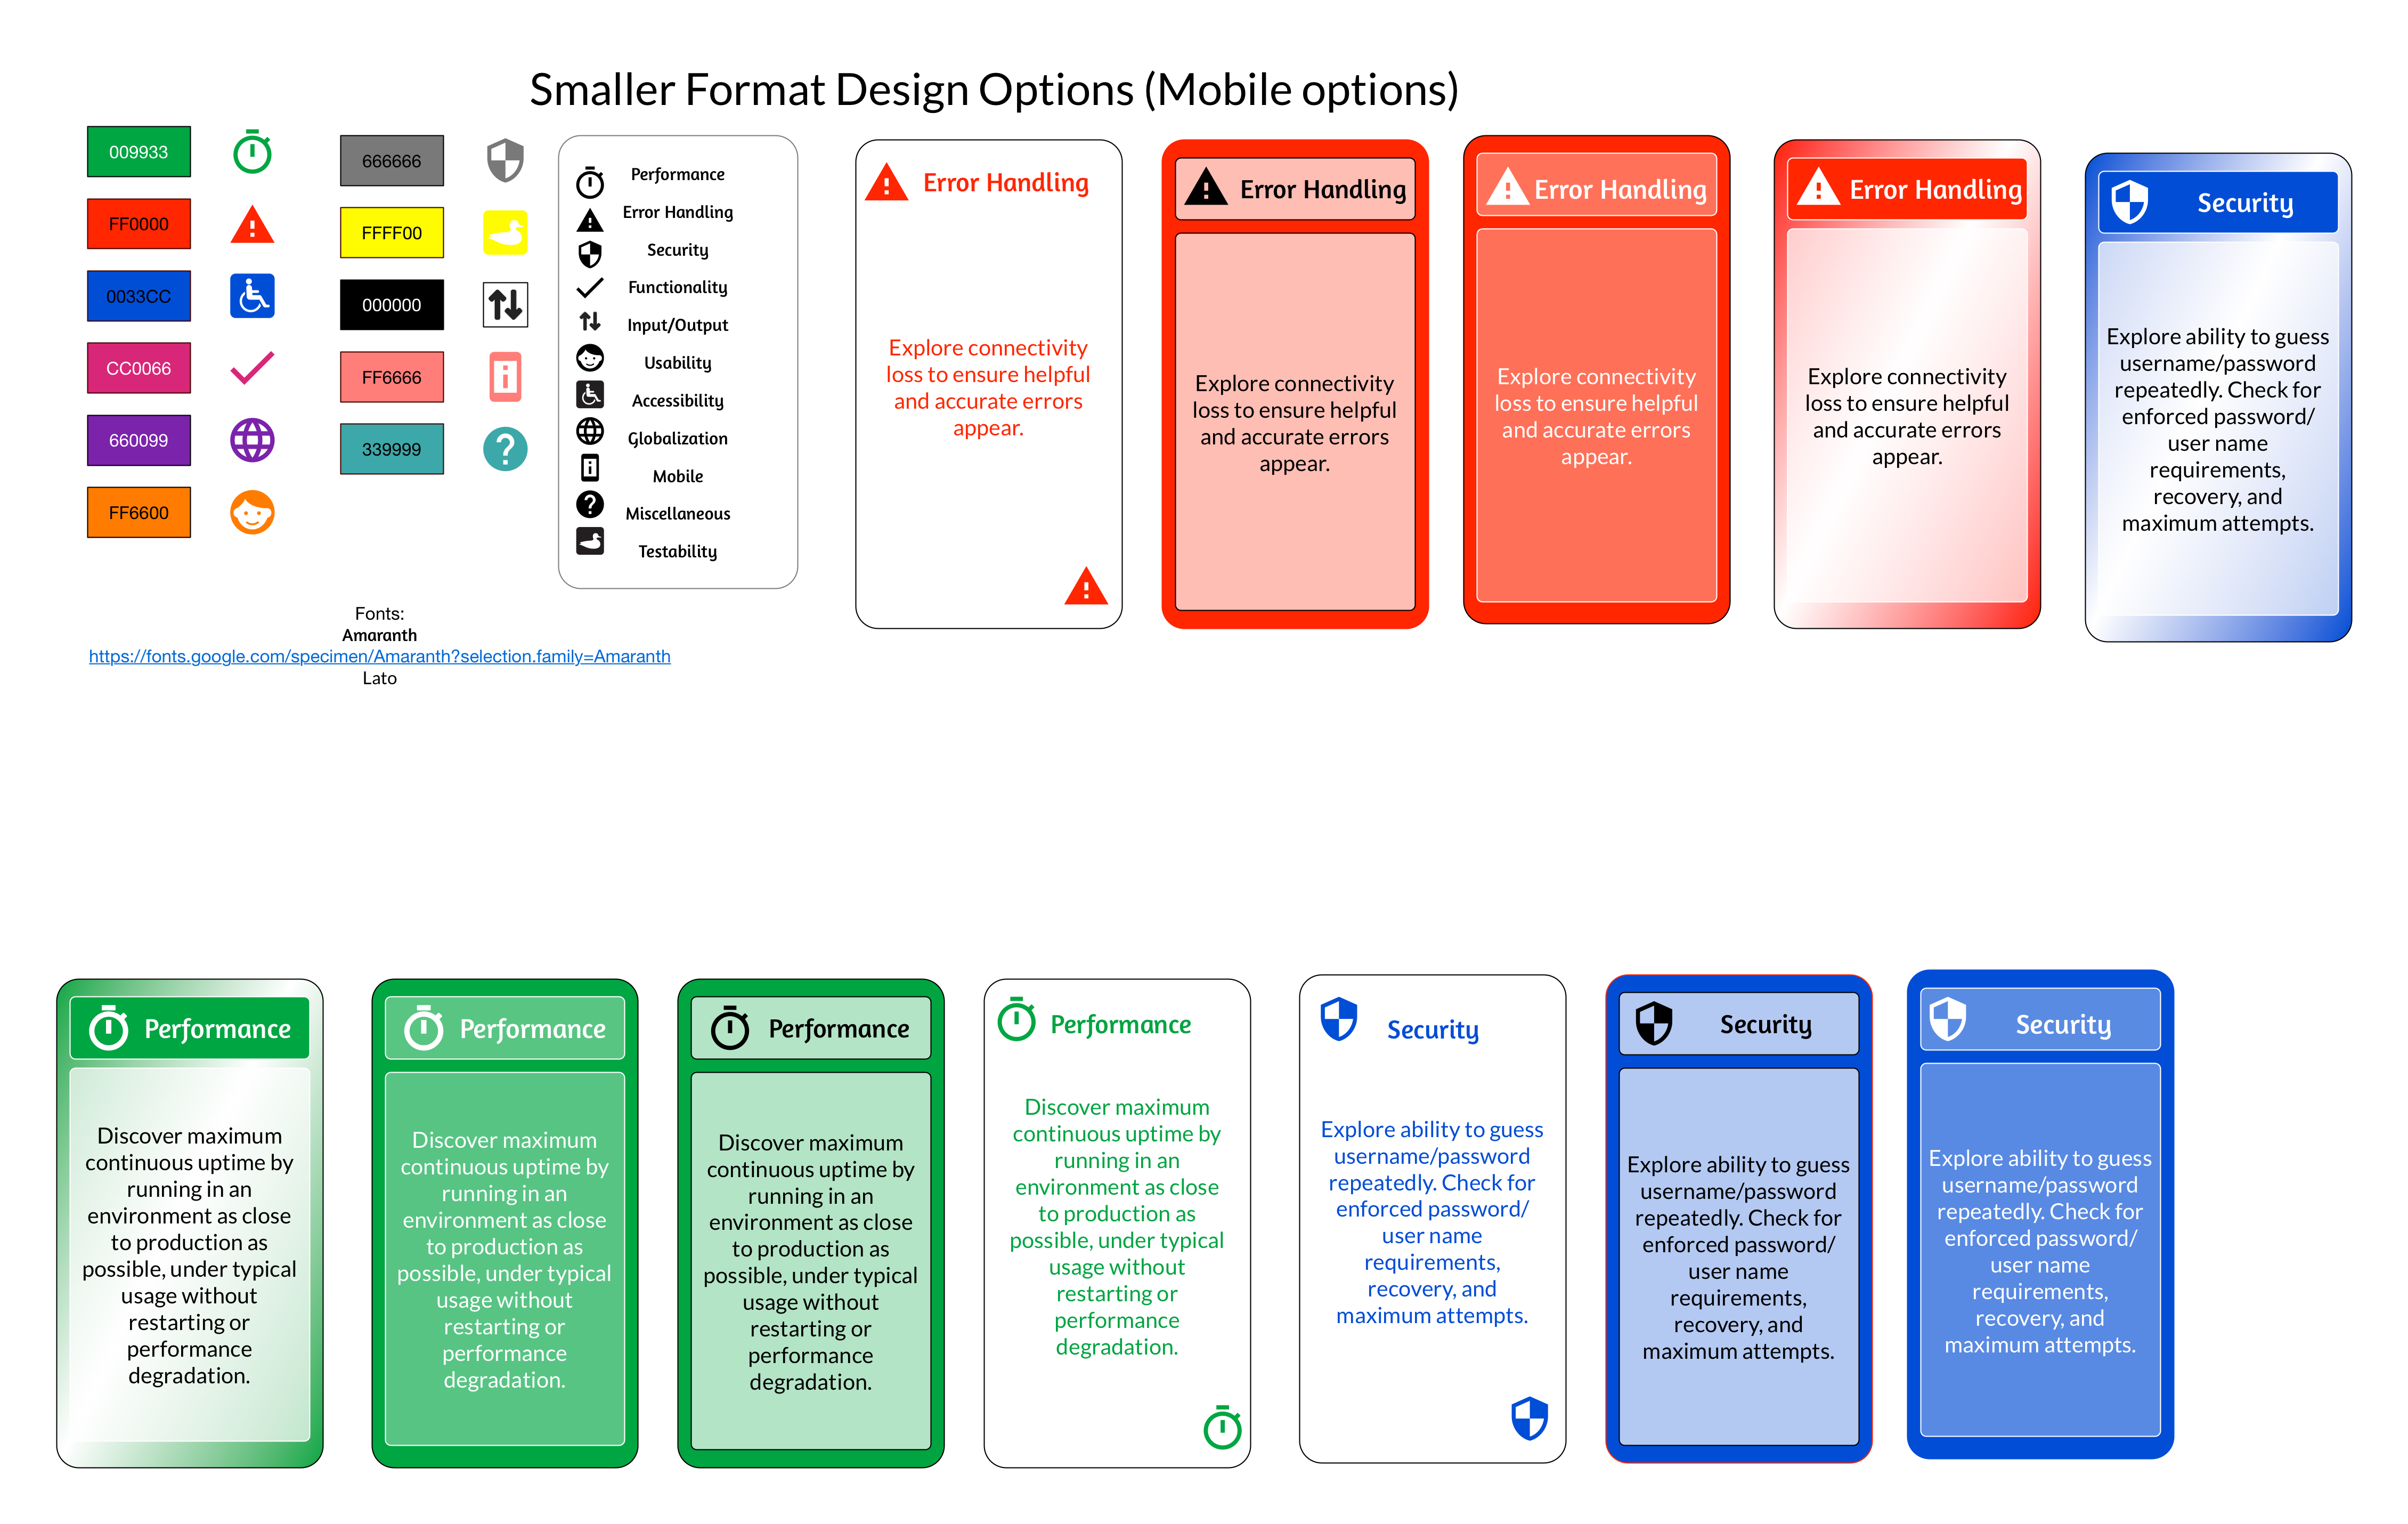 Smaller Format Design Options (Mobile options)
009933
FF0000
0033CC
CC0066
660099
FF6600
666666
FFFF00
000000
FF6666
339999
Performance
Error Handling
Security
Functionality
Input/Output
Usability
Accessibility
Globalization
Mobile
Miscellaneous
Testability
Fonts:
Amaranth
https://fonts.google.com/specimen/Amaranth?selection.family=Amaranth
Lato
Error Handling
Explore connectivity
loss to ensure helpful
and accurate errors
appear.
Error Handling
Explore connectivity
loss to ensure helpful
and accurate errors
appear.
Error Handling
Explore connectivity
loss to ensure helpful
and accurate errors
appear.
Error Handling
Explore connectivity
loss to ensure helpful
and accurate errors
appear.
Security
Explore ability to guess
username/password
repeatedly. Check for
enforced password/
user name
requirements,
recovery, and
maximum attempts.
Performance
Discover maximum
continuous uptime by
running in an
environment as close
to production as
possible, under typical
usage without
restarting or
performance
degradation.
Performance
Discover maximum
continuous uptime by
running in an
environment as close
to production as
possible, under typical
usage without
restarting or
performance
degradation.
Performance
Discover maximum
continuous uptime by
running in an
environment as close
to production as
possible, under typical
usage without
restarting or
performance
degradation.
Performance
Discover maximum
continuous uptime by
running in an
environment as close
to production as
possible, under typical
usage without
restarting or
performance
degradation.
Security
Explore ability to guess
username/password
repeatedly. Check for
enforced password/
user name
requirements,
recovery, and
maximum attempts.
Security
Explore ability to guess
username/password
repeatedly. Check for
enforced password/
user name
requirements,
recovery, and
maximum attempts.
Security
Explore ability to guess
username/password
repeatedly. Check for
enforced password/
user name
requirements,
recovery, and
maximum attempts.